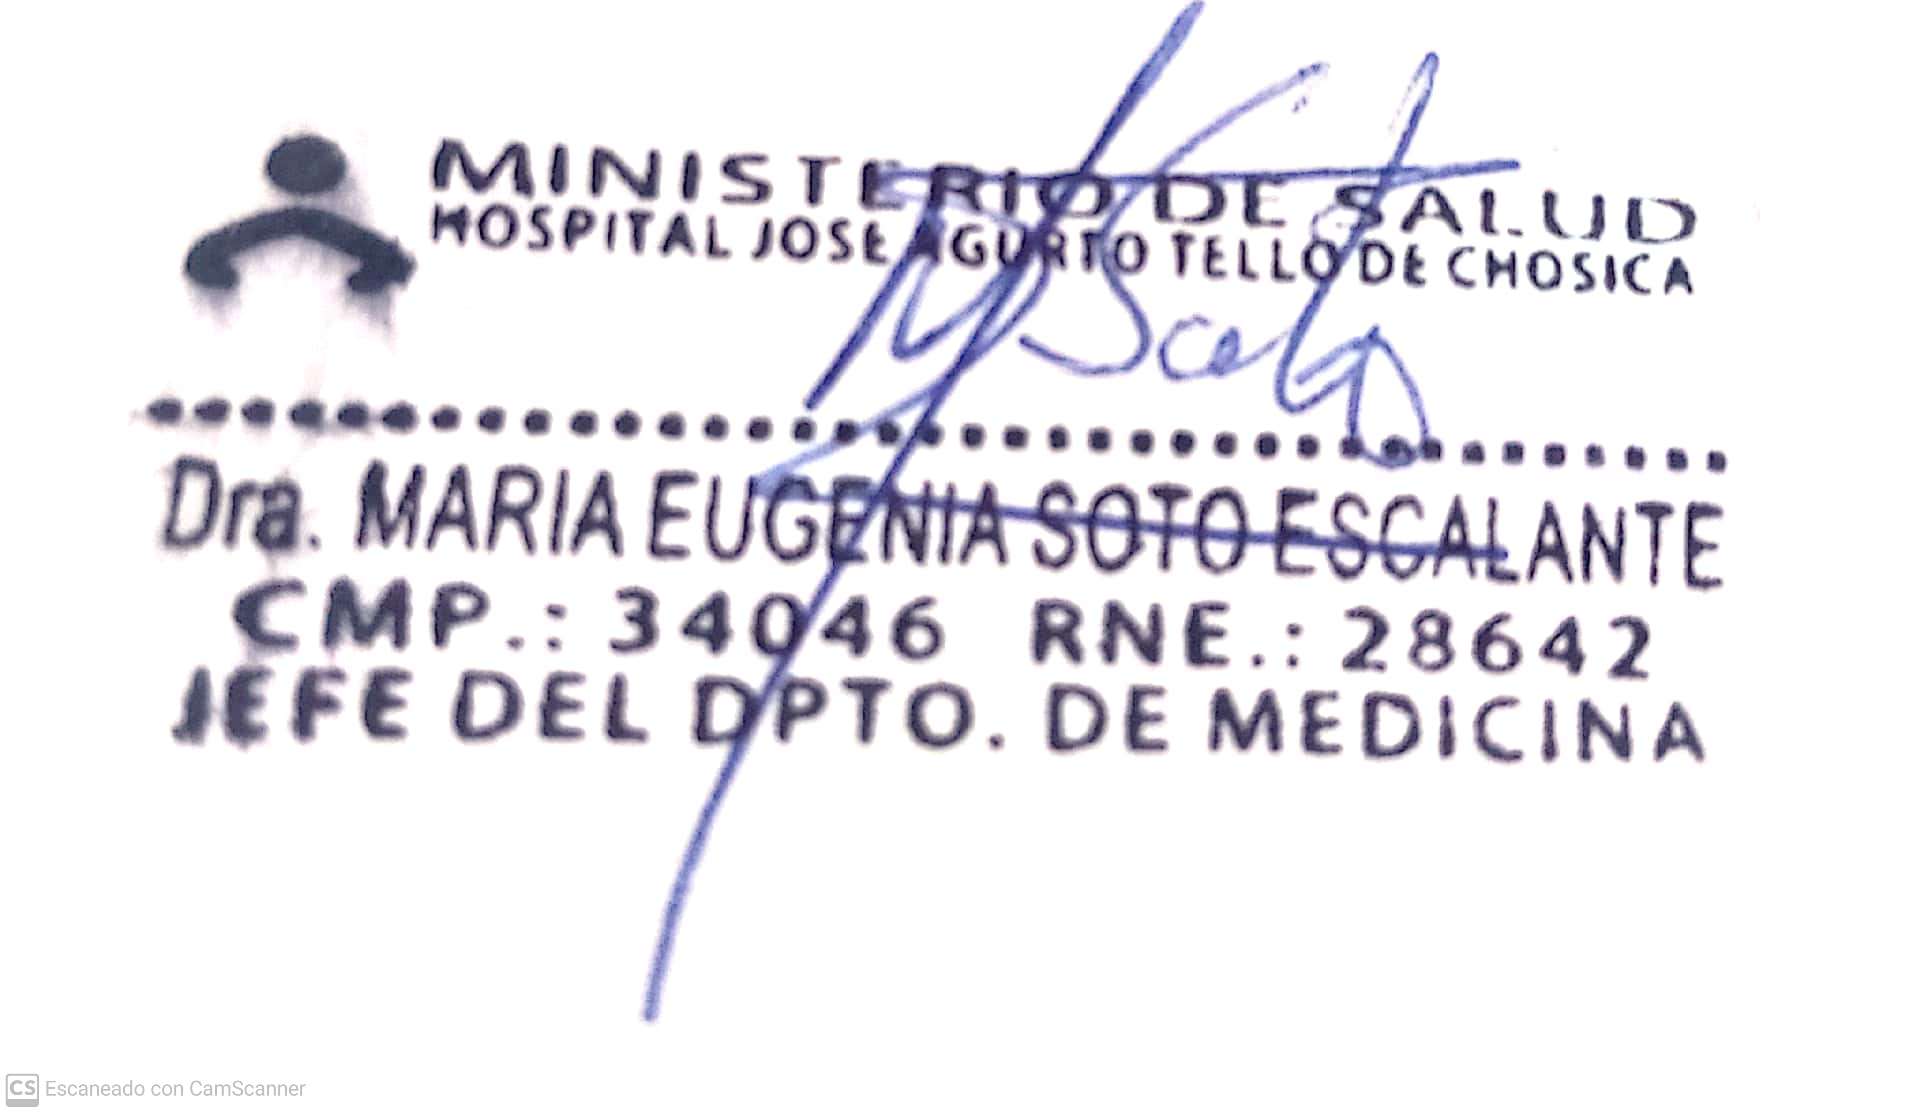 MINISTERIO DE SALUD
HOSPITAL JOSE AGURTO TELLO DE CHOSICA
Dra. MARIA EUGENIA SOTO ESCALANTE
CMP.: 34046 RNE.: 28642
JEFE DEL DPTO. DE MEDICINA
CS Escaneado con CamScanner